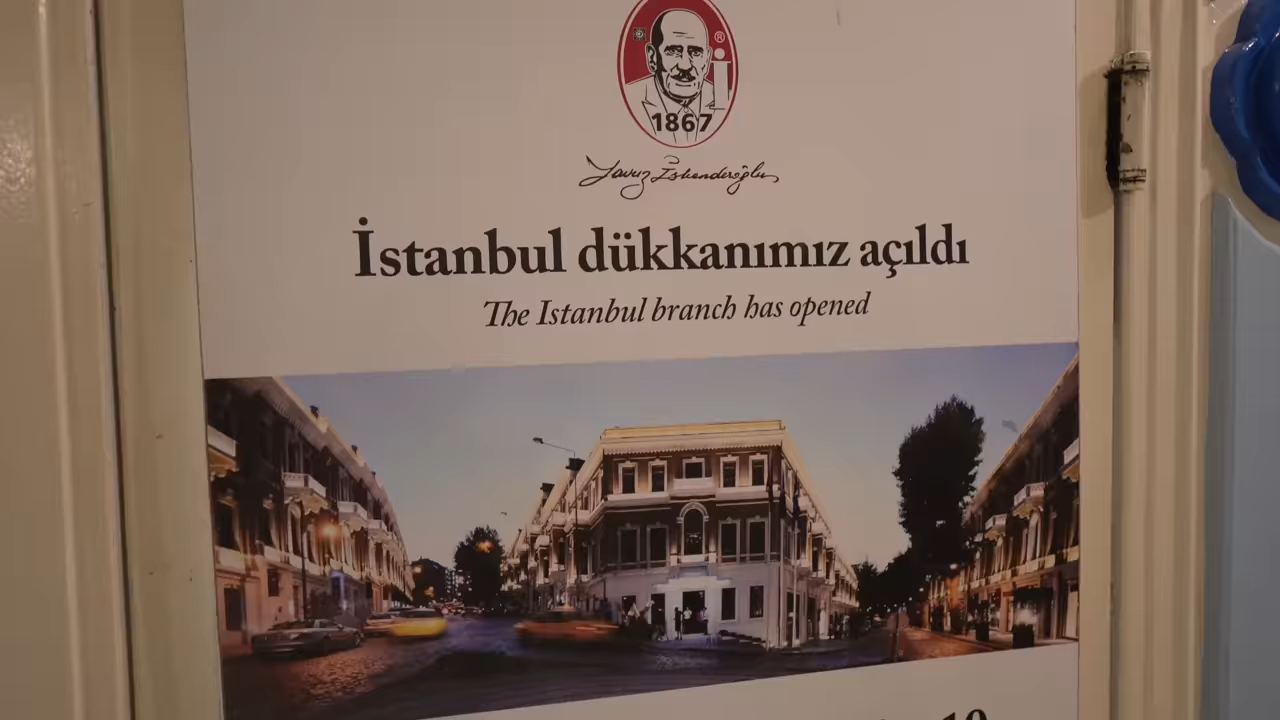 ®
İ
1867
Yavuz İskenderoğlu
İstanbul dükkanımız açıldı
The Istanbul branch has opened